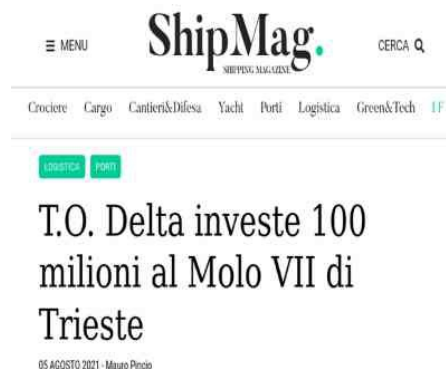 ☰ MENU
ShipMag.
SHIPPING MAGAZINE
CERCA
Crociere Cargo Cantieri&Difesa Yacht Porti Logistica Green&Tech I F
LOGISTICA PORTI
T.O. Delta investe 100
milioni al Molo VII di
Trieste
05 AGOSTO 2021 - Mauro Pincio